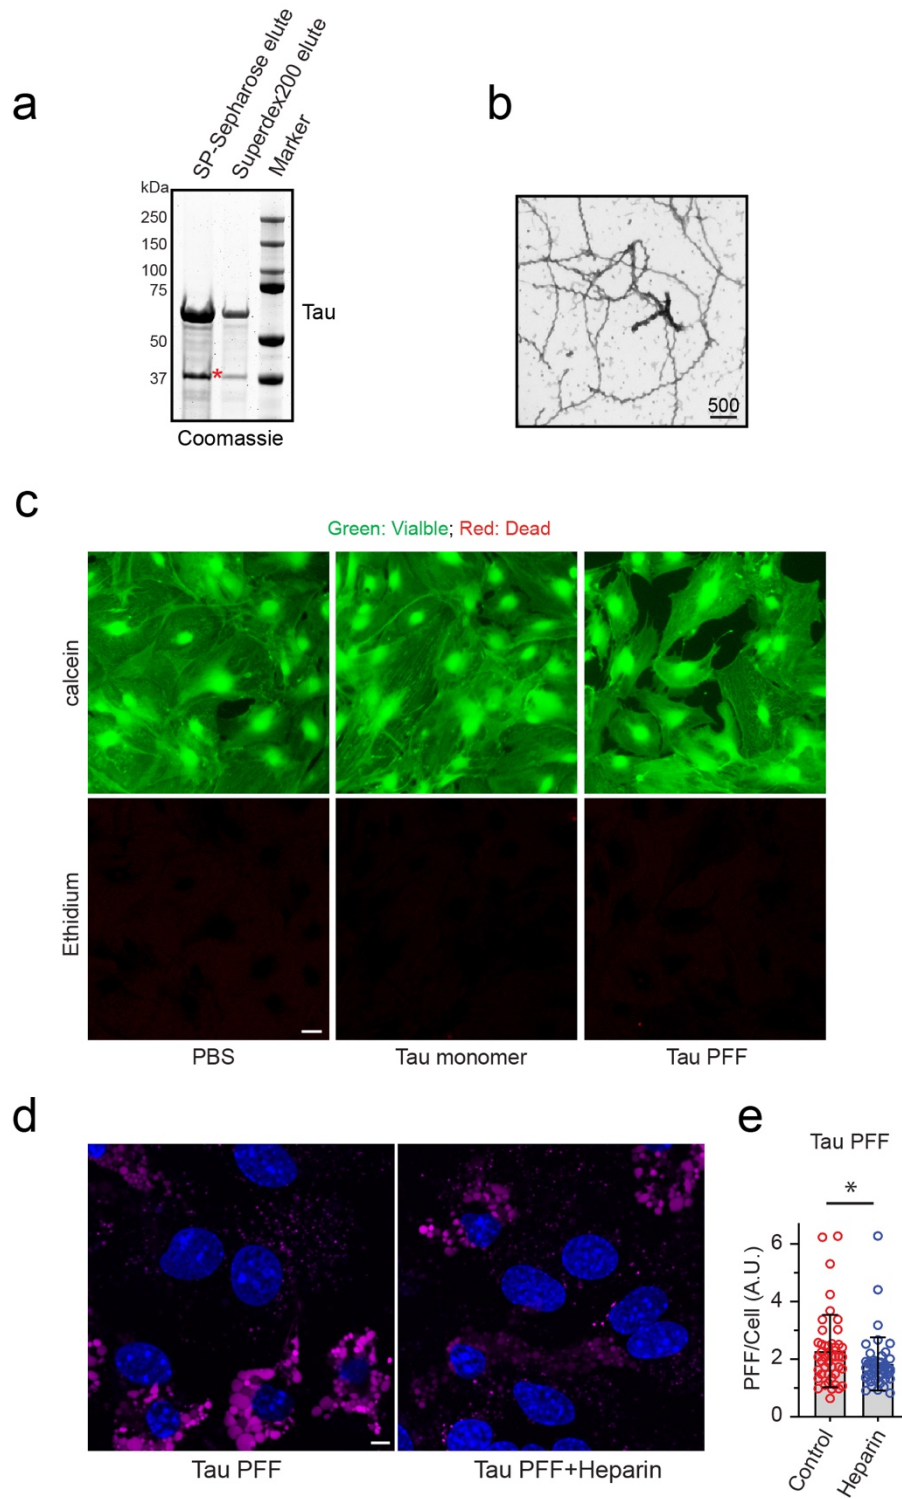 a
SP-Sepharose elute
Superdex200 elute
Marker
kDa
250
150
100
75
50
37
Tau
*
Coomassie
b
500
c
Green: Vialble; Red: Dead
calcein
Ethidium
PBS
Tau monomer
Tau PFF
d
Tau PFF
Tau PFF+Heparin
e
Tau PFF
*
PFF/Cell (A.U.)
6
4
2
0
Control
Heparin